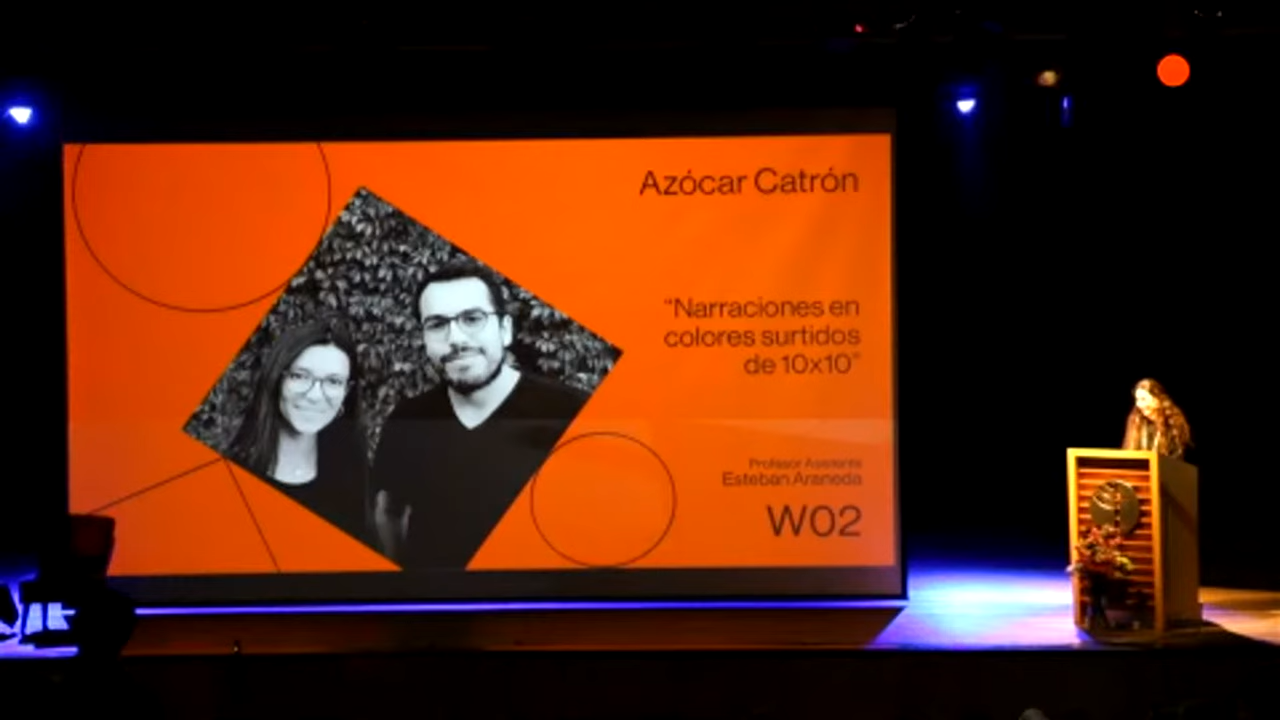 Azócar Catrón
“Narraciones en
colores surtidos
de 10x10”
Profesor Asistente
Esteban Araneda
W02